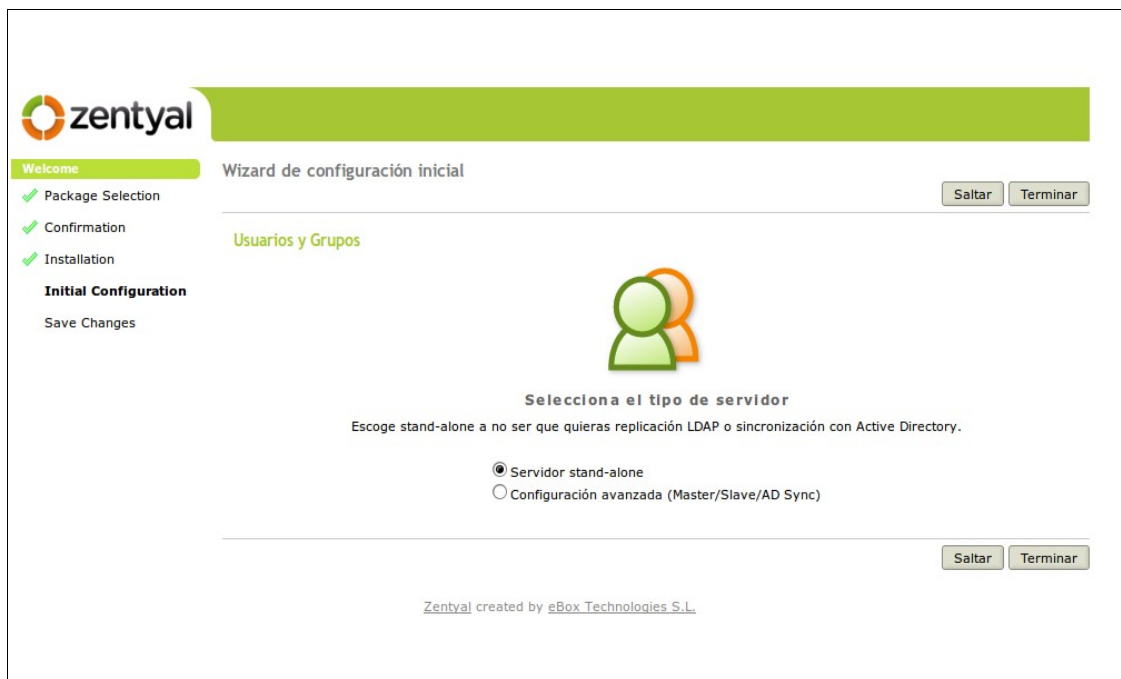 zentyal
Welcome
Package Selection
Confirmation
Installation
Initial Configuration
Save Changes
Wizard de configuración inicial
Saltar Terminar
Usuarios y Grupos
Selecciona el tipo de servidor
Escoge stand-alone a no ser que quieras replicación LDAP o sincronización con Active Directory.
Servidor stand-alone
Configuración avanzada (Master/Slave/AD Sync)
Saltar Terminar
Zentyal created by eBox Technologies S.L.